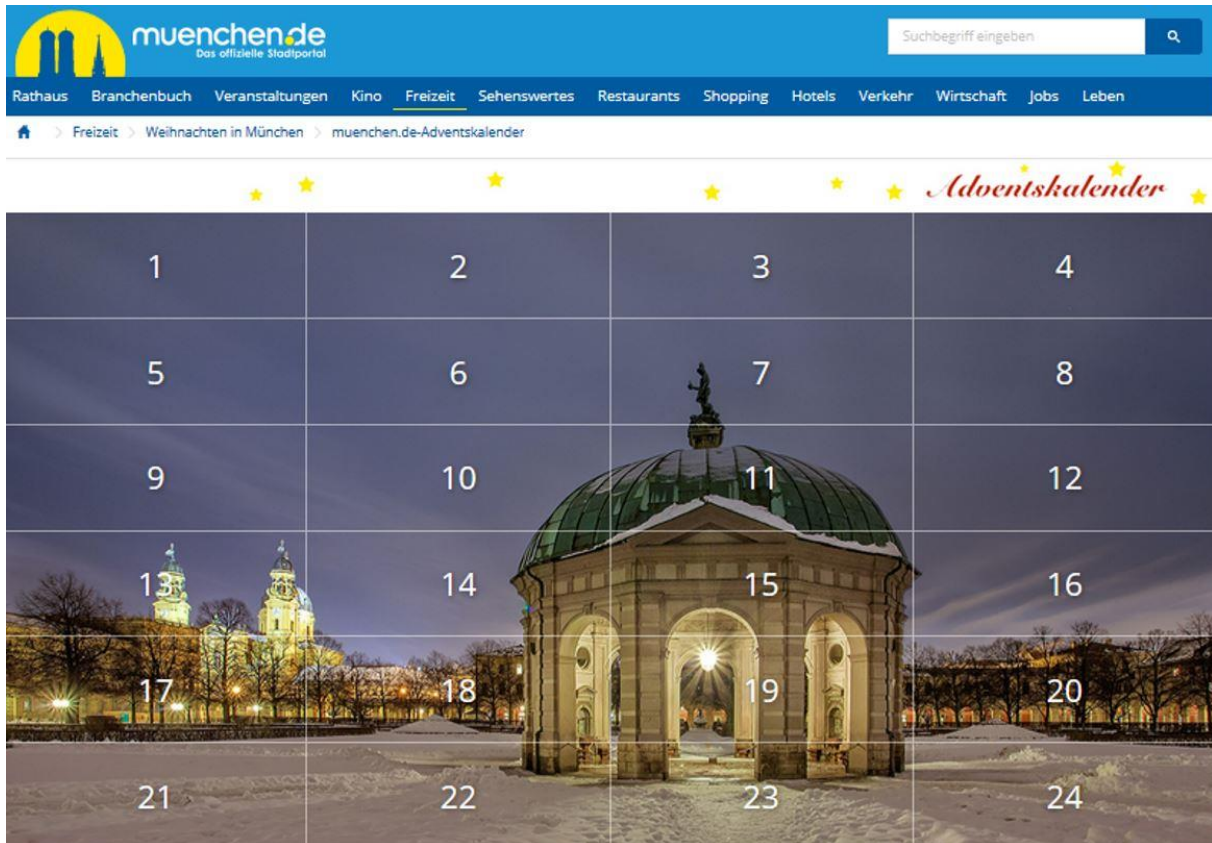 muenchen.de
Das offizielle Stadtportal
Suchbegriff eingeben
Rathaus Branchenbuch Veranstaltungen Kino Freizeit Sehenswertes Restaurants Shopping Hotels Verkehr Wirtschaft Jobs Leben
> Freizeit > Weihnachten in München > muenchen.de-Adventskalender
Adventskalender
1 2 3 4
5 6 7 8
9 10 11 12
13 14 15 16
17 18 19 20
21 22 23 24